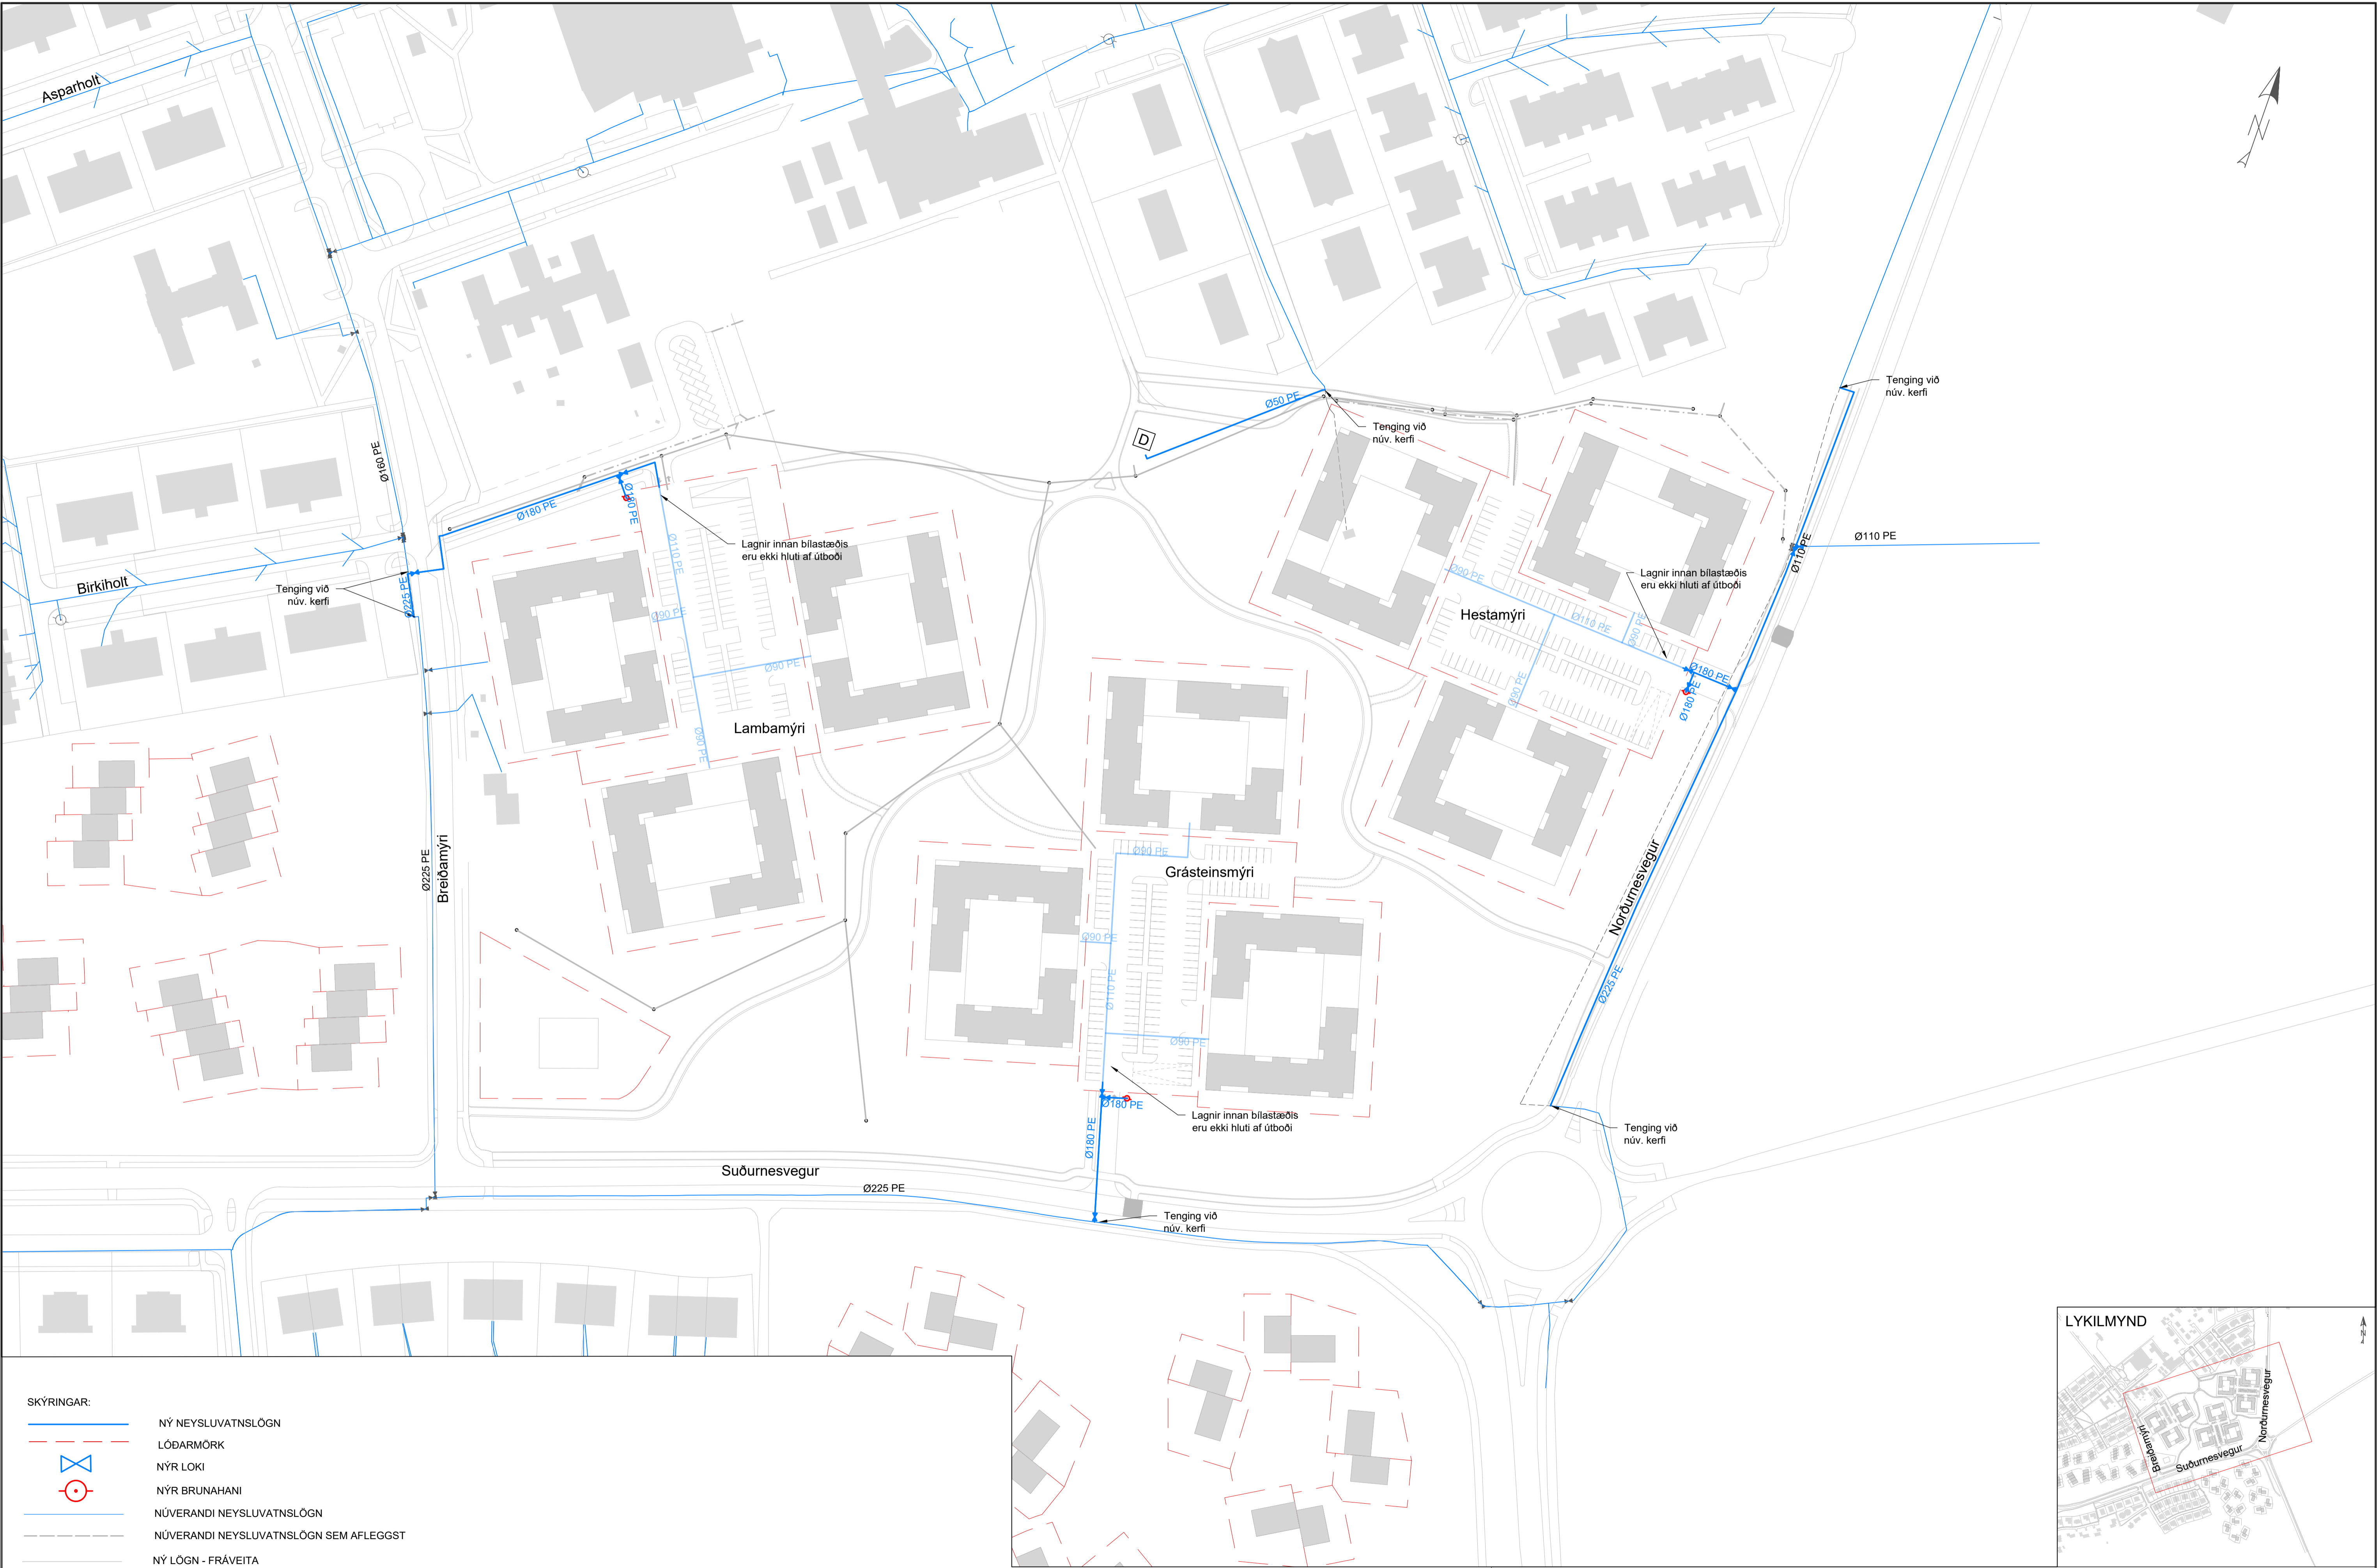 Asparholt
Ø160 PE
Birkiholt
Tenging við
núv. kerfi
Ø225 PE
Ø180 PE
Ø180 PE
Lagnir innan bílastæðis
eru ekki hluti af útboði
Ø110 PE
Ø90 PE
Ø90 PE
Ø90 PE
Lambamýri
D
Ø50 PE
Tenging við
núv. kerfi
Tenging við
núv. kerfi
Ø110 PE
Ø110 PE
Lagnir innan bílastæðis
eru ekki hluti af útboði
Ø90 PE
Hestamýri
Ø110 PE
Ø90 PE
Ø90 PE
Ø180 PE
Ø180 PE
Norðurnesvegur
Ø225 PE
Ø225 PE
Breiðamýri
Ø90 PE
Grásteinsmýri
Ø90 PE
Ø110 PE
Ø90 PE
Ø180 PE
Ø180 PE
Lagnir innan bílastæðis
eru ekki hluti af útboði
Tenging við
núv. kerfi
Suðurnesvegur
Ø225 PE
Tenging við
núv. kerfi
SKÝRINGAR:
NÝ NEYSLUVATNSLÖGN
LÓÐARMÖRK
NÝR LOKI
NÝR BRUNAHANI
NÚVERANDI NEYSLUVATNSLÖGN
NÚVERANDI NEYSLUVATNSLÖGN SEM AFLEGGST
NÝ LÖGN - FRÁVEITA
LYKILMYND
N
Breiðamýri
Suðurnesvegur
Norðurnesvegur